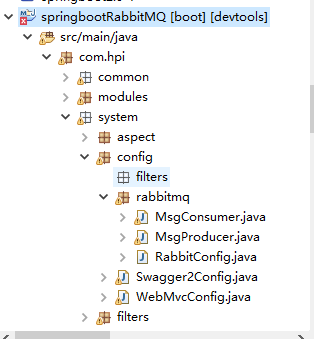 springbootRabbitMQ [boot] [devtools]
src/main/java
com.hpi
common
modules
system
aspect
config
filters
rabbitmq
MsgConsumer.java
MsgProducer.java
RabbitConfig.java
Swagger2Config.java
WebMvcConfig.java
filters